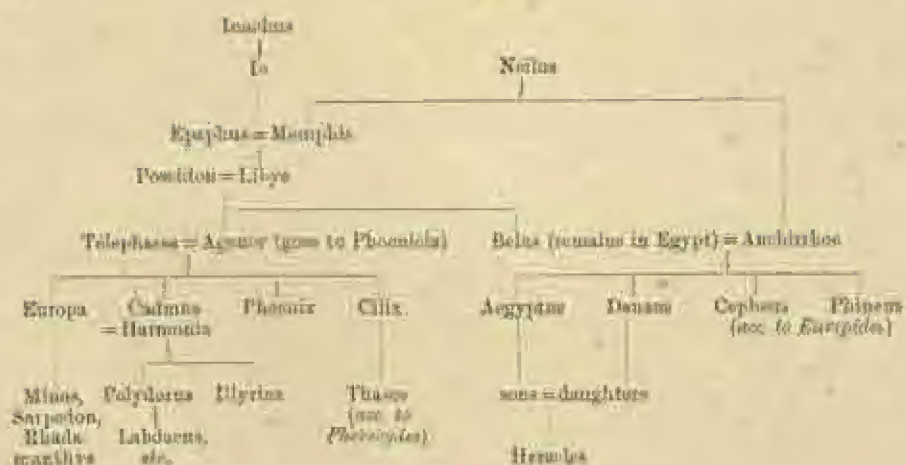 Inachus
Io
Neilus
Epaphus = Memphis
Poseidon = Libya
Telephassa = Agenor (goes to Phoenicia)
Belus (remains in Egypt) = Anchirrhoe
Europa
Cadmus
= Harmonia
Phoenix
Cilix
Aegyptus
Danaus
Cepheus
Phineus
(acc. to Euripides)
Minos,
Sarpedon,
Rhada
manthys
Polydorus
Labdacus,
etc.
Illyrius
Thasos
(acc. to
Pherecydes)
sons = daughters
Heracles